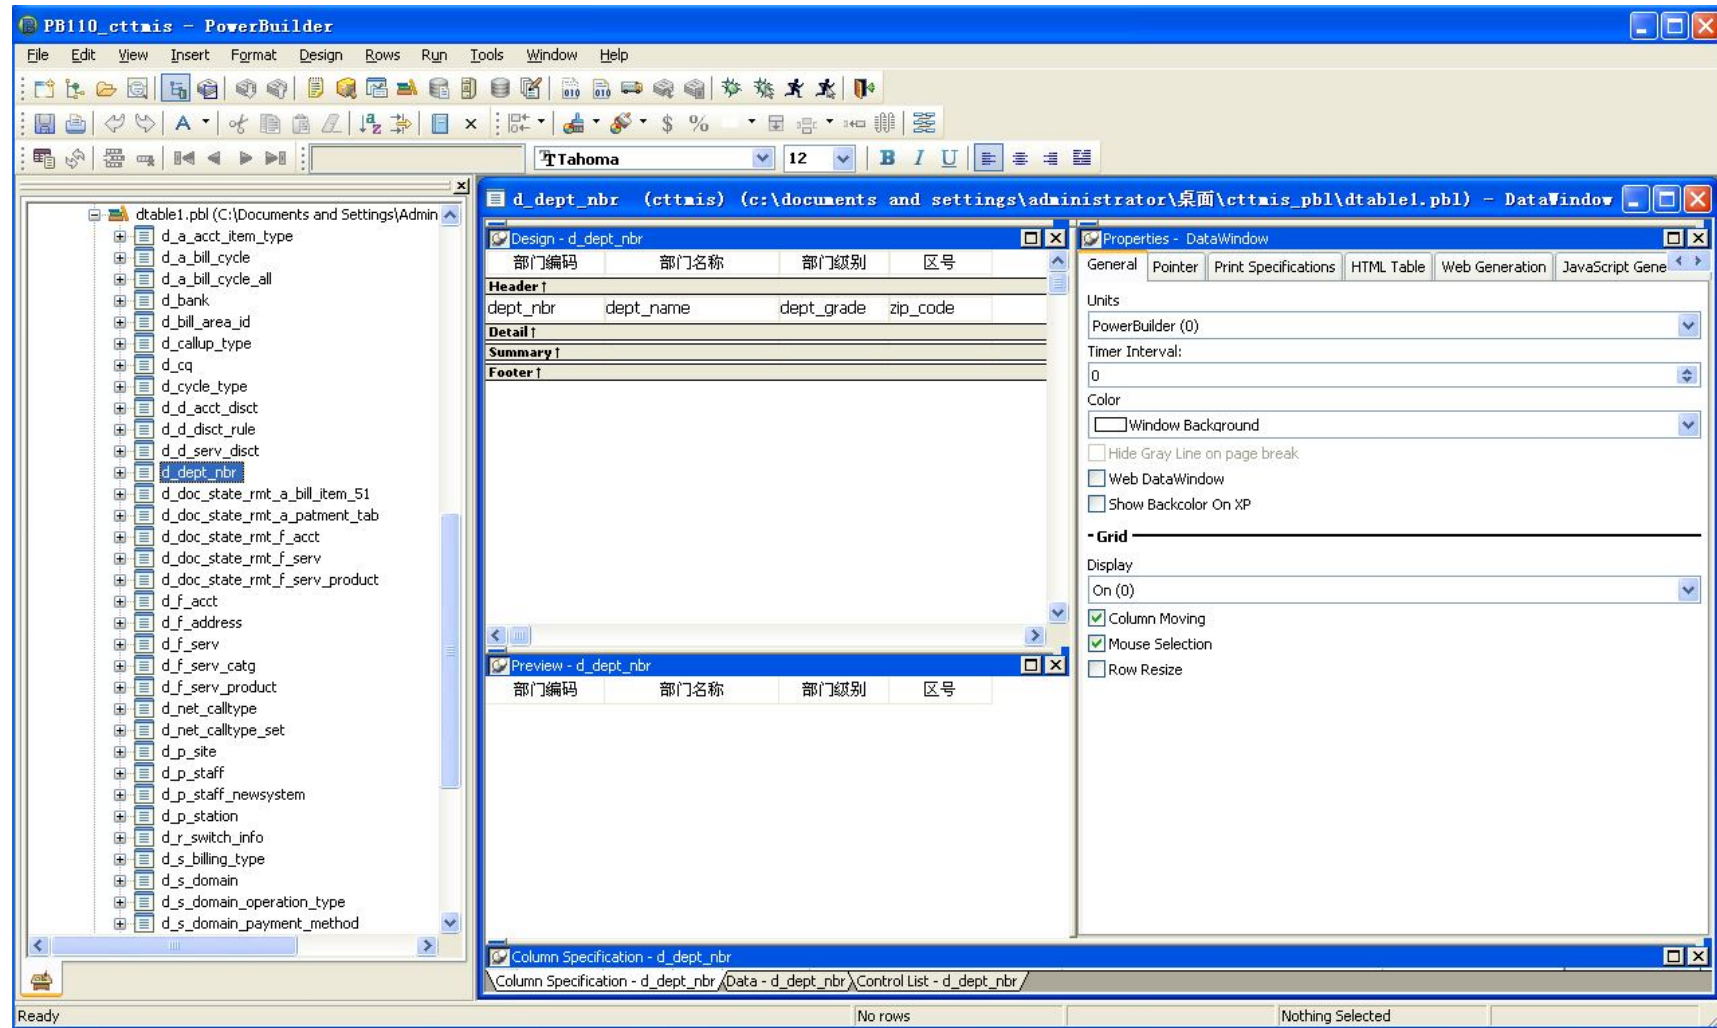 PB110_cttmis - PowerBuilder
File Edit View Insert Format Design Rows Run Tools Window Help
Tahoma 12 B I U
dtable1.pbl (C:\Documents and Settings\Admin
d_a_acct_item_type
d_a_bill_cycle
d_a_bill_cycle_all
d_bank
d_bill_area_id
d_callup_type
d_cq
d_cycle_type
d_d_acct_disct
d_d_disct_rule
d_d_serv_disct
d_dept_nbr
d_doc_state_rmt_a_bill_item_51
d_doc_state_rmt_a_patment_tab
d_doc_state_rmt_f_acct
d_doc_state_rmt_f_serv
d_doc_state_rmt_f_serv_product
d_f_acct
d_f_address
d_f_serv
d_f_serv_catg
d_f_serv_product
d_net_calltype
d_net_calltype_set
d_p_site
d_p_staff
d_p_staff_newsystem
d_p_station
d_r_switch_info
d_s_billing_type
d_s_domain
d_s_domain_operation_type
d_s_domain_payment_method
d_dept_nbr (cttmis) (c:\documents and settings\administrator\桌面\cttmis_pbl\dtable1.pbl) - DataWindow
Design - d_dept_nbr
部门编码 部门名称 部门级别 区号
Header ↑
dept_nbr dept_name dept_grade zip_code
Detail ↑
Summary ↑
Footer ↑
Preview - d_dept_nbr
部门编码 部门名称 部门级别 区号
Properties - DataWindow
General Pointer Print Specifications HTML Table Web Generation JavaScript Gene
Units
PowerBuilder (0)
Timer Interval:
0
Color
Window Background
Hide Gray Line on page break
Web DataWindow
Show Backcolor On XP
- Grid
Display
On (0)
Column Moving
Mouse Selection
Row Resize
Column Specification - d_dept_nbr
Column Specification - d_dept_nbr Data - d_dept_nbr Control List - d_dept_nbr
Ready No rows Nothing Selected